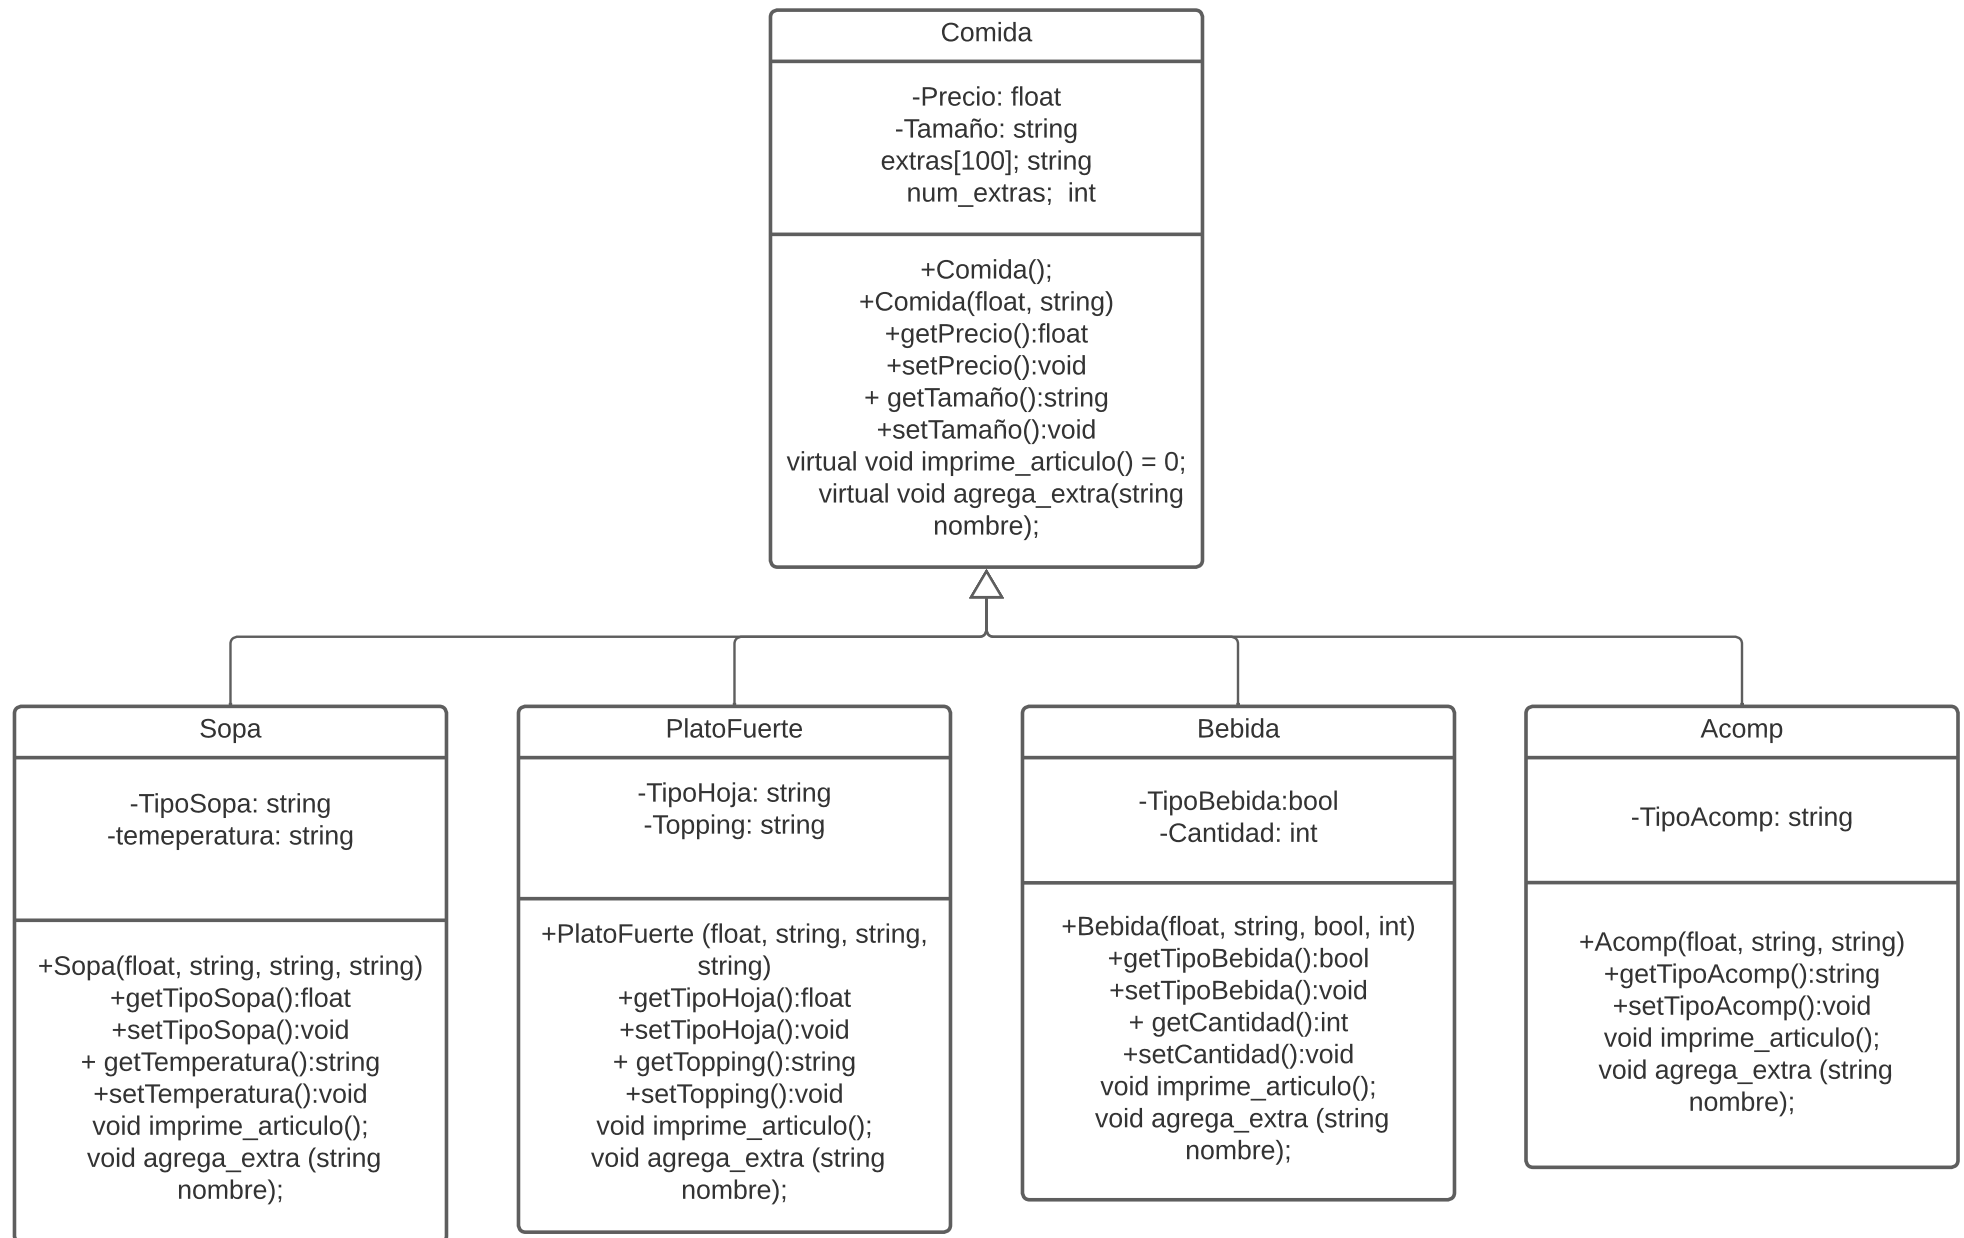 Comida
-Precio: float
-Tamaño: string
extras[100]; string
num_extras;  int
+Comida();
+Comida(float, string)
+getPrecio():float
+setPrecio():void
+ getTamaño():string
+setTamaño():void
virtual void imprime_articulo() = 0;
virtual void agrega_extra(string
nombre);
Sopa
-TipoSopa: string
-temeperatura: string
+Sopa(float, string, string, string)
+getTipoSopa():float
+setTipoSopa():void
+ getTemperatura():string
+setTemperatura():void
void imprime_articulo();
void agrega_extra (string
nombre);
PlatoFuerte
-TipoHoja: string
-Topping: string
+PlatoFuerte (float, string, string,
string)
+getTipoHoja():float
+setTipoHoja():void
+ getTopping():string
+setTopping():void
void imprime_articulo();
void agrega_extra (string
nombre);
Bebida
-TipoBebida:bool
-Cantidad: int
+Bebida(float, string, bool, int)
+getTipoBebida():bool
+setTipoBebida():void
+ getCantidad():int
+setCantidad():void
void imprime_articulo();
void agrega_extra (string
nombre);
Acomp
-TipoAcomp: string
+Acomp(float, string, string)
+getTipoAcomp():string
+setTipoAcomp():void
void imprime_articulo();
void agrega_extra (string
nombre);